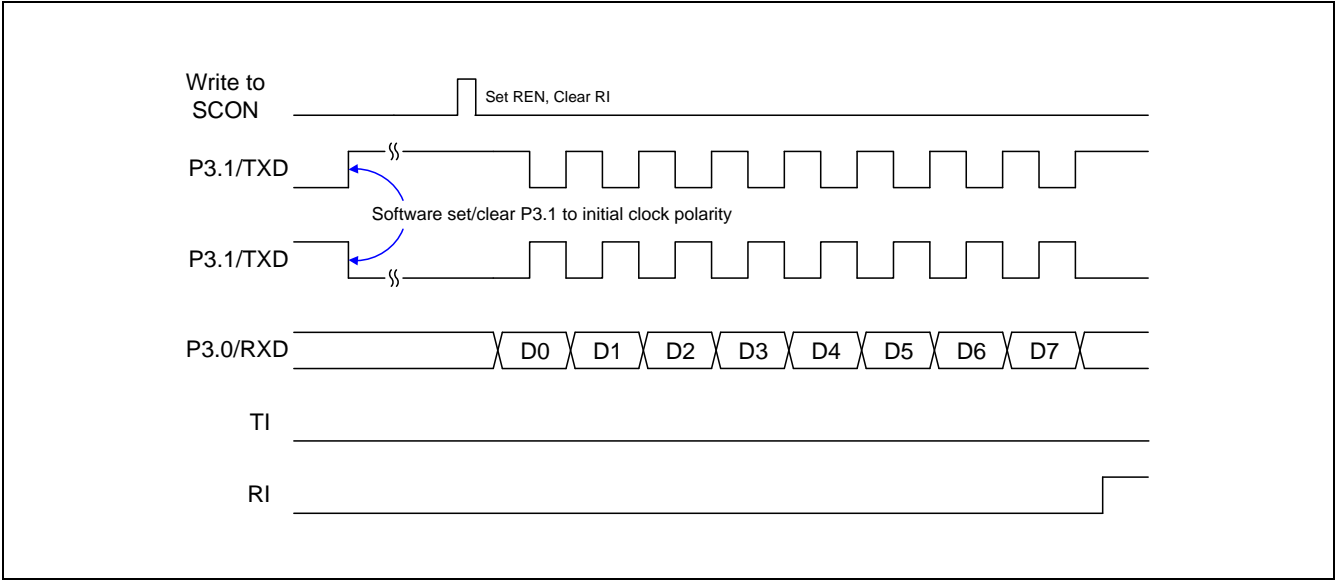 Write to
SCON
Set REN, Clear RI
P3.1/TXD
Software set/clear P3.1 to initial clock polarity
P3.1/TXD
P3.0/RXD D0 D1 D2 D3 D4 D5 D6 D7
TI
RI